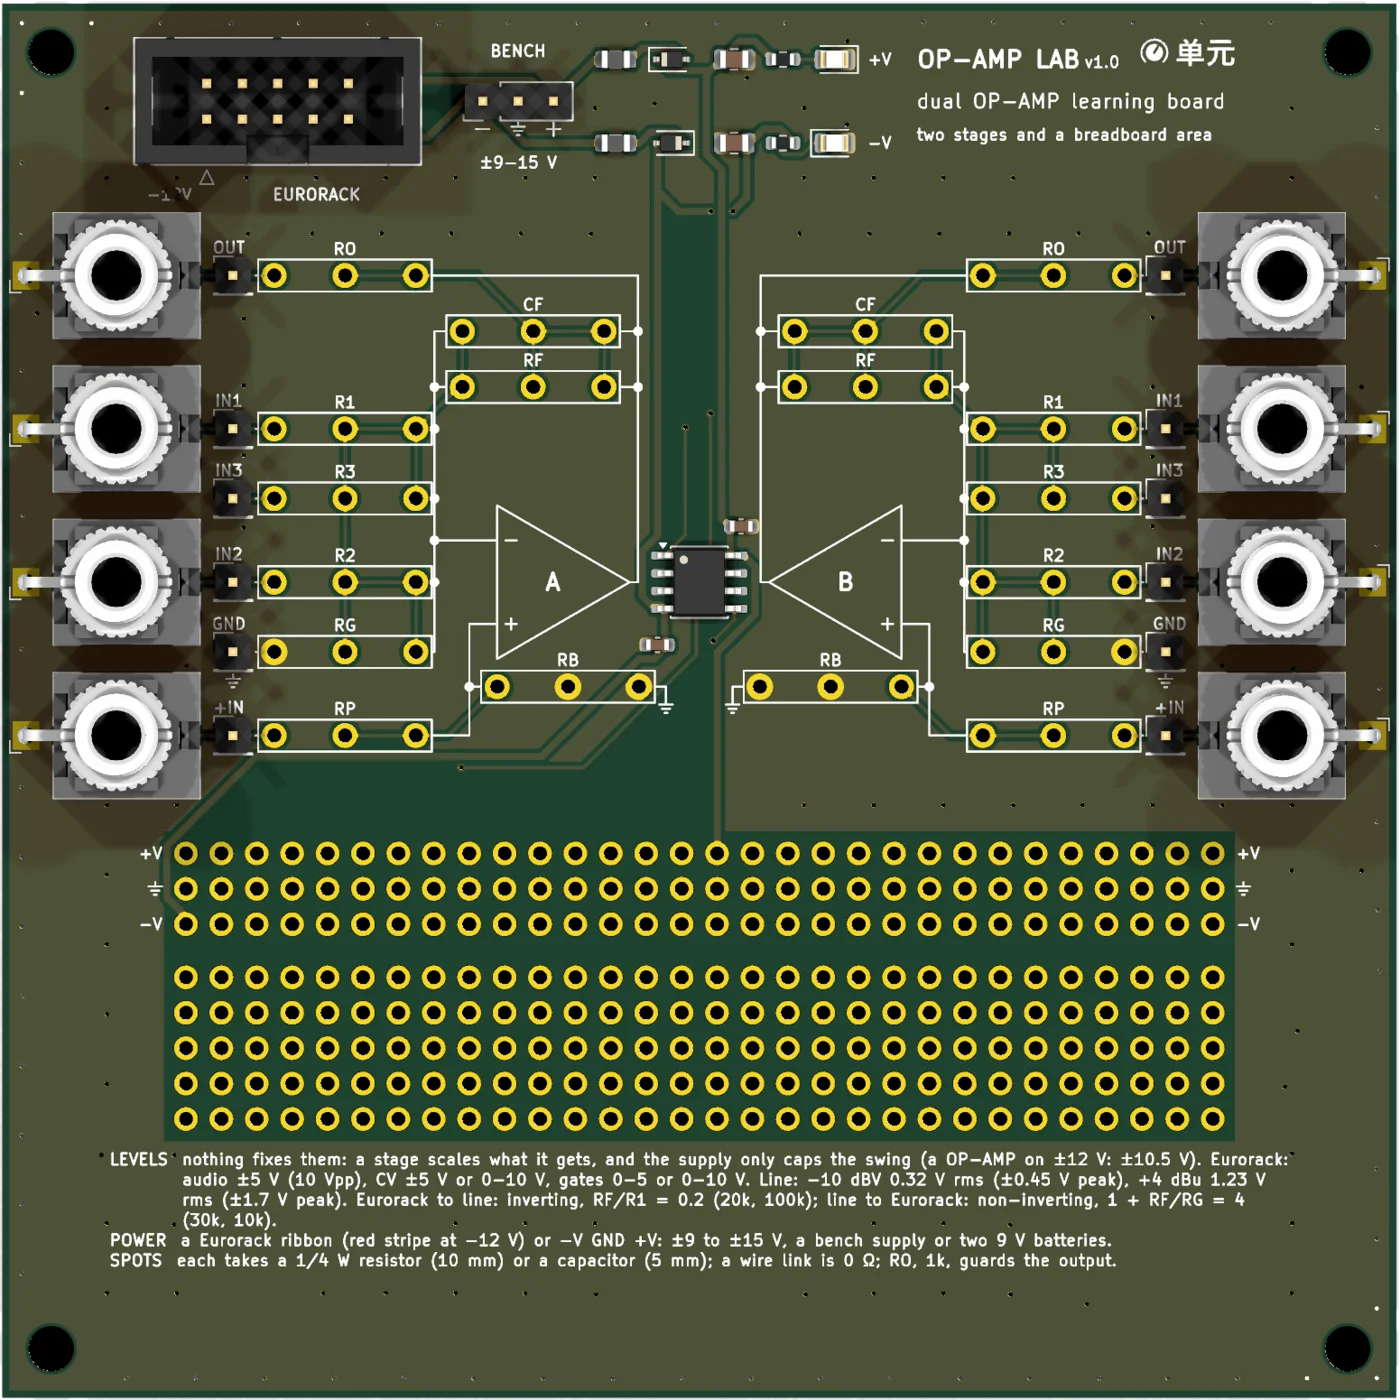 BENCH
+V
OP-AMP LAB v1.0 单元
dual OP-AMP learning board
two stages and a breadboard area
-V
±9-15 V
-12V
EURORACK
OUT
RO
RO
OUT
CF
CF
RF
RF
IN1
R1
R1
IN1
IN3
R3
R3
IN3
IN2
R2
R2
IN2
A
B
GND
RG
RG
GND
RB
RB
+IN
RP
RP
+IN
+V
+V
-V
-V
LEVELS nothing fixes them: a stage scales what it gets, and the supply only caps the swing (a OP-AMP on ±12 V: ±10.5 V). Eurorack:
audio ±5 V (10 Vpp), CV ±5 V or 0-10 V, gates 0-5 or 0-10 V. Line: -10 dBV 0.32 V rms (±0.45 V peak), +4 dBu 1.23 V
rms (±1.7 V peak). Eurorack to line: inverting, RF/R1 = 0.2 (20k, 100k); line to Eurorack: non-inverting, 1 + RF/RG = 4
(30k, 10k).
POWER a Eurorack ribbon (red stripe at -12 V) or -V GND +V: ±9 to ±15 V, a bench supply or two 9 V batteries.
SPOTS each takes a 1/4 W resistor (10 mm) or a capacitor (5 mm); a wire link is 0 Ω; RO, 1k, guards the output.